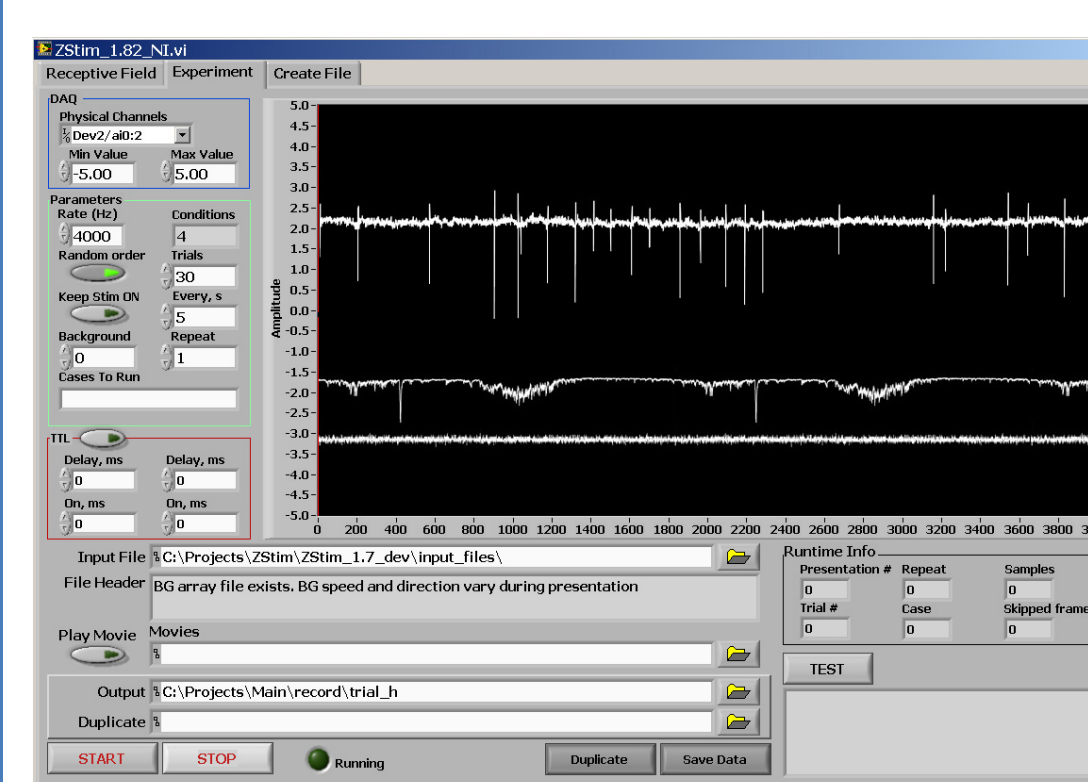 ZStim_1.82_NI.vi
Receptive Field Experiment Create File
DAQ
Physical Channels
Dev2/ai0:2
Min Value Max Value
-5.00 5.00
Parameters
Rate (Hz) Conditions
4000 4
Random order Trials
30
Keep Stim ON Every, s
5
Background Repeat
0 1
Cases To Run
TTL
Delay, ms Delay, ms
0 0
On, ms On, ms
0 0
Amplitude
5.0
4.5
4.0
3.5
3.0
2.5
2.0
1.5
1.0
0.5
0.0
-0.5
-1.0
-1.5
-2.0
-2.5
-3.0
-3.5
-4.0
-4.5
-5.0
0 200 400 600 800 1000 1200 1400 1600 1800 2000 2200 2400 2600 2800 3000 3200 3400 3600 3800
Input File C:\Projects\ZStim\ZStim_1.7_dev\input_files\
File Header BG array file exists. BG speed and direction vary during presentation
Play Movie Movies
Output C:\Projects\Main\record\trial_h
Duplicate
START STOP Running Duplicate Save Data
Runtime Info
Presentation # Repeat Samples
0 0 0
Trial # Case Skipped frame
0 0 0
TEST